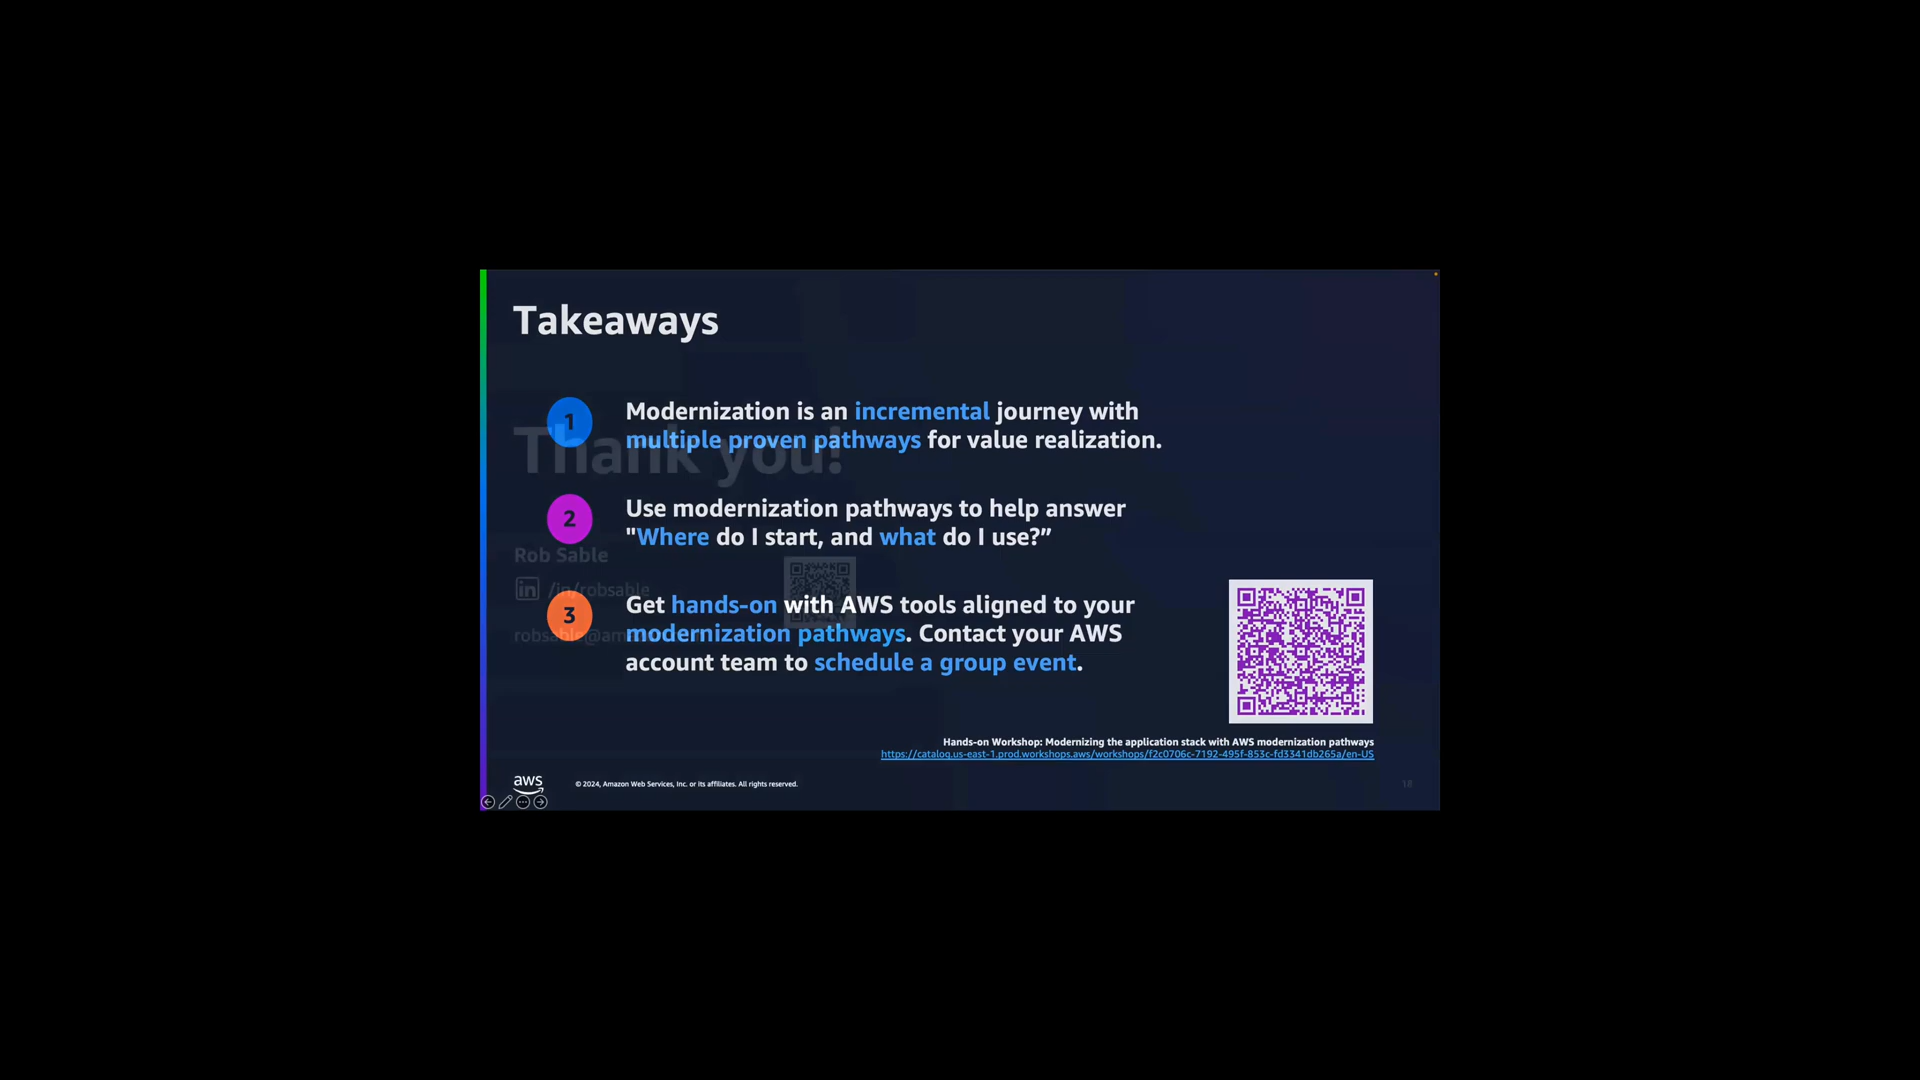 Takeaways
1
Modernization is an incremental journey with
multiple proven pathways for value realization.
Thank you!
2
Use modernization pathways to help answer
"Where do I start, and what do I use?”
Rob Sable
/in/robsable
3
Get hands-on with AWS tools aligned to your
modernization pathways. Contact your AWS
account team to schedule a group event.
Hands-on Workshop: Modernizing the application stack with AWS modernization pathways
https://catalog.us-east-1.prod.workshops.aws/workshops/f2c0706c-7192-495f-853c-fd3341db265a/en-US
aws
© 2024, Amazon Web Services, Inc. or its affiliates. All rights reserved.
18